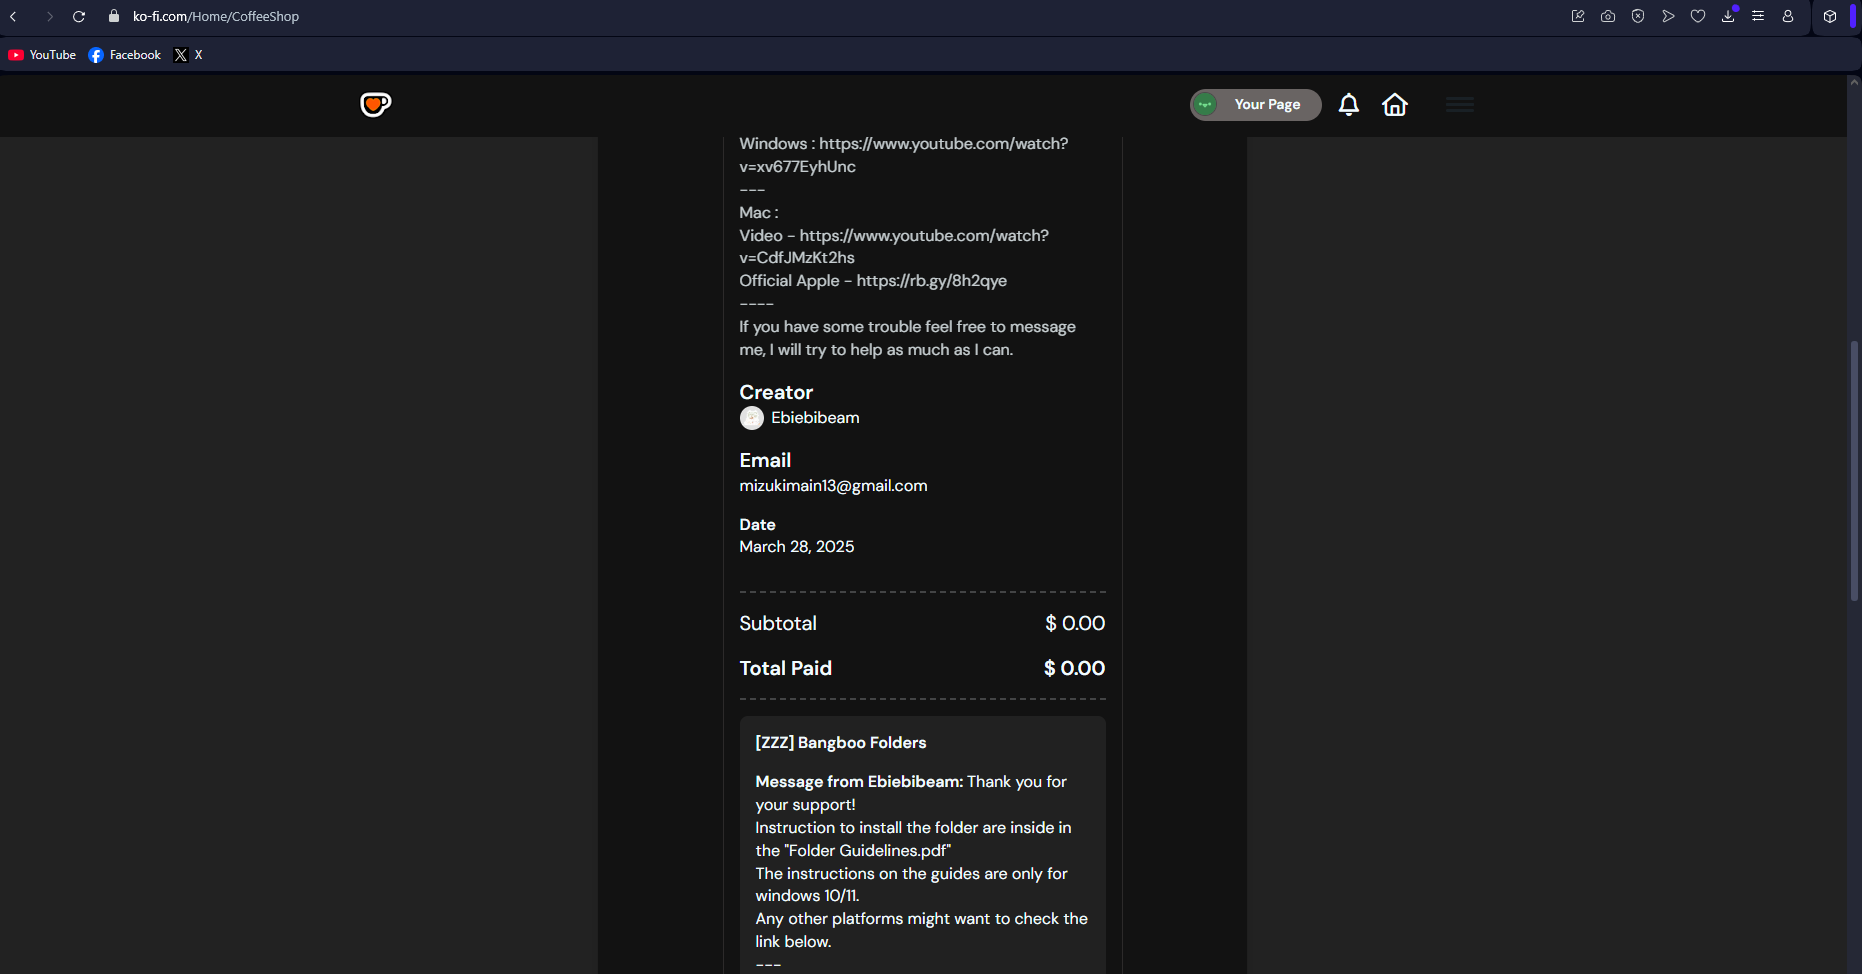 ko-fi.com/Home/CoffeeShop
YouTube
Facebook
X
Your Page
Windows : https://www.youtube.com/watch?
v=xv677EyhUnc
---
Mac :
Video - https://www.youtube.com/watch?
v=CdfJMzKt2hs
Official Apple - https://rb.gy/8h2qye
----
If you have some trouble feel free to message
me, I will try to help as much as I can.
Creator
Ebiebibeam
Email
mizukimain13@gmail.com
Date
March 28, 2025
Subtotal $ 0.00
Total Paid $ 0.00
[ZZZ] Bangboo Folders
Message from Ebiebibeam: Thank you for
your support!
Instruction to install the folder are inside in
the "Folder Guidelines.pdf"
The instructions on the guides are only for
windows 10/11.
Any other platforms might want to check the
link below.
---